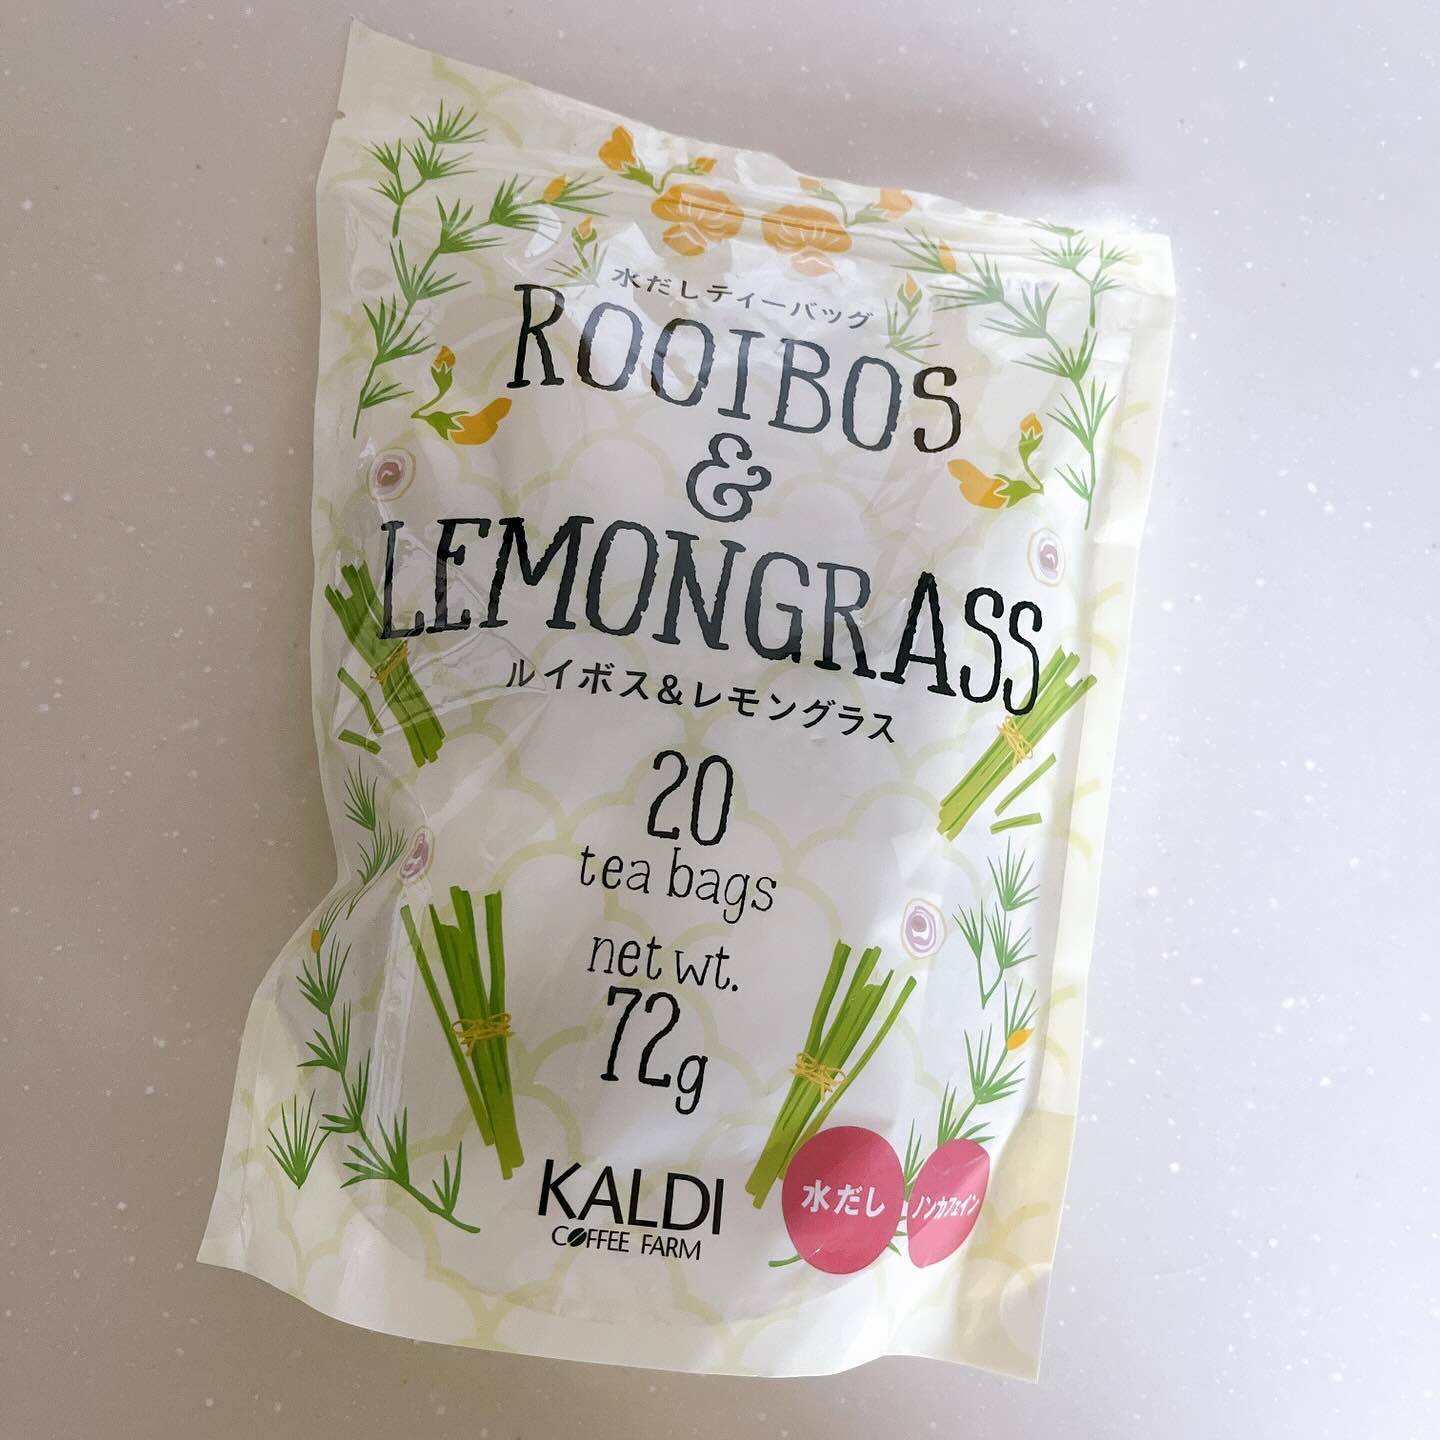 水だしティーバッグ
ROOIBOS
&
LEMONGRASS
ルイボス&レモングラス
20
tea bags
net wt.
72g
KALDI
COFFEE FARM
水だし
ノンカフェイン